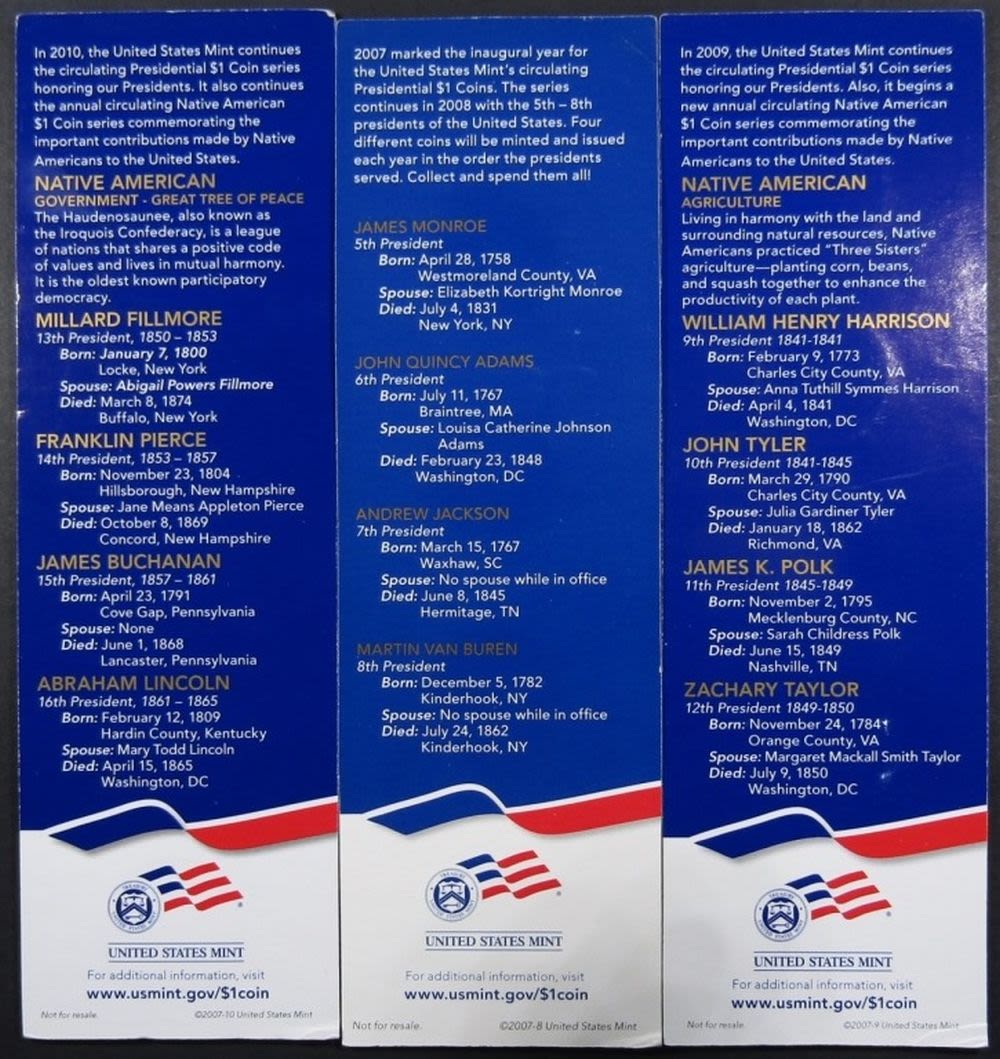 In 2010, the United States Mint continues
the circulating Presidential $1 Coin series
honoring our Presidents. It also continues
the annual circulating Native American
$1 Coin series commemorating the
important contributions made by Native
Americans to the United States.
NATIVE AMERICAN
GOVERNMENT - GREAT TREE OF PEACE
The Haudenosaunee, also known as
the Iroquois Confederacy, is a league
of nations that shares a positive code
of values and lives in mutual harmony.
It is the oldest known participatory
democracy.
MILLARD FILLMORE
13th President, 1850 – 1853
Born: January 7, 1800
Locke, New York
Spouse: Abigail Powers Fillmore
Died: March 8, 1874
Buffalo, New York
FRANKLIN PIERCE
14th President, 1853 – 1857
Born: November 23, 1804
Hillsborough, New Hampshire
Spouse: Jane Means Appleton Pierce
Died: October 8, 1869
Concord, New Hampshire
JAMES BUCHANAN
15th President, 1857 – 1861
Born: April 23, 1791
Cove Gap, Pennsylvania
Spouse: None
Died: June 1, 1868
Lancaster, Pennsylvania
ABRAHAM LINCOLN
16th President, 1861 – 1865
Born: February 12, 1809
Hardin County, Kentucky
Spouse: Mary Todd Lincoln
Died: April 15, 1865
Washington, DC
UNITED STATES MINT
For additional information, visit
www.usmint.gov/$1coin
Not for resale.
©2007-10 United States Mint
2007 marked the inaugural year for
the United States Mint's circulating
Presidential $1 Coins. The series
continues in 2008 with the 5th – 8th
presidents of the United States. Four
different coins will be minted and issued
each year in the order the presidents
served. Collect and spend them all!
JAMES MONROE
5th President
Born: April 28, 1758
Westmoreland County, VA
Spouse: Elizabeth Kortright Monroe
Died: July 4, 1831
New York, NY
JOHN QUINCY ADAMS
6th President
Born: July 11, 1767
Braintree, MA
Spouse: Louisa Catherine Johnson
Adams
Died: February 23, 1848
Washington, DC
ANDREW JACKSON
7th President
Born: March 15, 1767
Waxhaw, SC
Spouse: No spouse while in office
Died: June 8, 1845
Hermitage, TN
MARTIN VAN BUREN
8th President
Born: December 5, 1782
Kinderhook, NY
Spouse: No spouse while in office
Died: July 24, 1862
Kinderhook, NY
UNITED STATES MINT
For additional information, visit
www.usmint.gov/$1coin
Not for resale.
©2007-8 United States Mint
In 2009, the United States Mint continues
the circulating Presidential $1 Coin series
honoring our Presidents. Also, it begins a
new annual circulating Native American
$1 Coin series commemorating the
important contributions made by Native
Americans to the United States.
NATIVE AMERICAN
AGRICULTURE
Living in harmony with the land and
surrounding natural resources, Native
Americans practiced "Three Sisters"
agriculture—planting corn, beans,
and squash together to enhance the
productivity of each plant.
WILLIAM HENRY HARRISON
9th President 1841-1841
Born: February 9, 1773
Charles City County, VA
Spouse: Anna Tuthill Symmes Harrison
Died: April 4, 1841
Washington, DC
JOHN TYLER
10th President 1841-1845
Born: March 29, 1790
Charles City County, VA
Spouse: Julia Gardiner Tyler
Died: January 18, 1862
Richmond, VA
JAMES K. POLK
11th President 1845-1849
Born: November 2, 1795
Mecklenburg County, NC
Spouse: Sarah Childress Polk
Died: June 15, 1849
Nashville, TN
ZACHARY TAYLOR
12th President 1849-1850
Born: November 24, 1784
Orange County, VA
Spouse: Margaret Mackall Smith Taylor
Died: July 9, 1850
Washington, DC
UNITED STATES MINT
For additional information, visit
www.usmint.gov/$1coin
Not for resale.
©2007-9 United States Mint